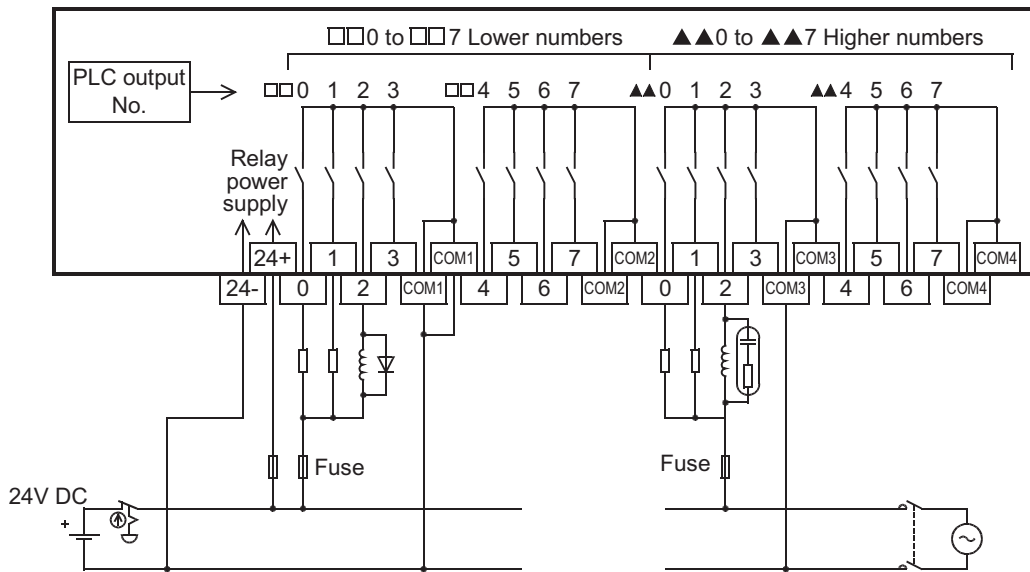 □□0 to □□7 Lower numbers ▲▲0 to ▲▲7 Higher numbers
PLC output
No.
□□0 1 2 3 □□4 5 6 7 ▲▲0 1 2 3 ▲▲4 5 6 7
Relay
power
supply
24+ 1 3 COM1 5 7 COM2 1 3 COM3 5 7 COM4
24- 0 2 COM1 4 6 COM2 0 2 COM3 4 6 COM4
Fuse Fuse
24V DC
+